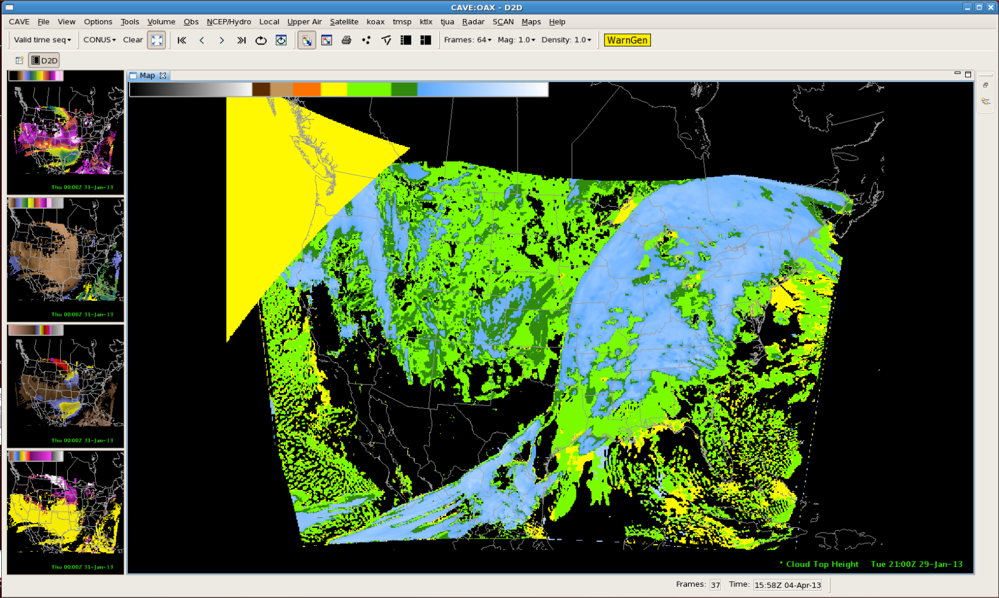 CAVE:OAX - D2D
CAVE File View Options Tools Volume Obs NCEP/Hydro Local Upper Air Satellite koax tmsp ktlx tjua Radar SCAN Maps Help
Valid time seq CONUS Clear Frames: 64 Mag: 1.0 Density: 1.0 WarnGen
D2D
Map
Thu 00:00Z 31-Jan-13
Thu 00:00Z 31-Jan-13
Thu 00:00Z 31-Jan-13
Thu 00:00Z 31-Jan-13
* Cloud Top Height Tue 21:00Z 29-Jan-13
Frames: 37 Time: 15:58Z 04-Apr-13